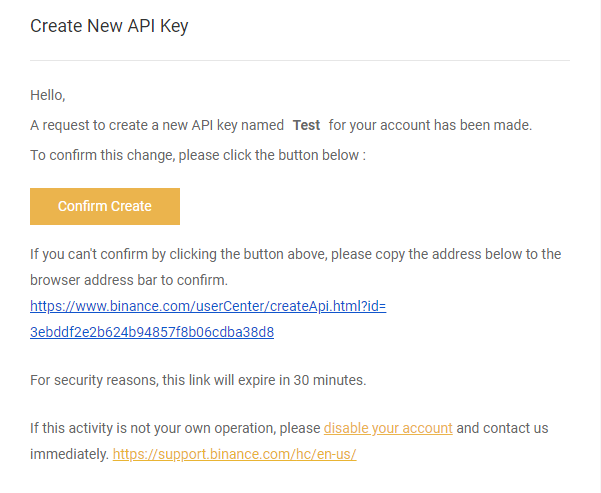 Create New API Key
Hello,
A request to create a new API key named Test for your account has been made.
To confirm this change, please click the button below :
Confirm Create
If you can't confirm by clicking the button above, please copy the address below to the
browser address bar to confirm.
https://www.binance.com/userCenter/createApi.html?id=
3ebddf2e2b624b94857f8b06cdba38d8
For security reasons, this link will expire in 30 minutes.
If this activity is not your own operation, please disable your account and contact us
immediately. https://support.binance.com/hc/en-us/